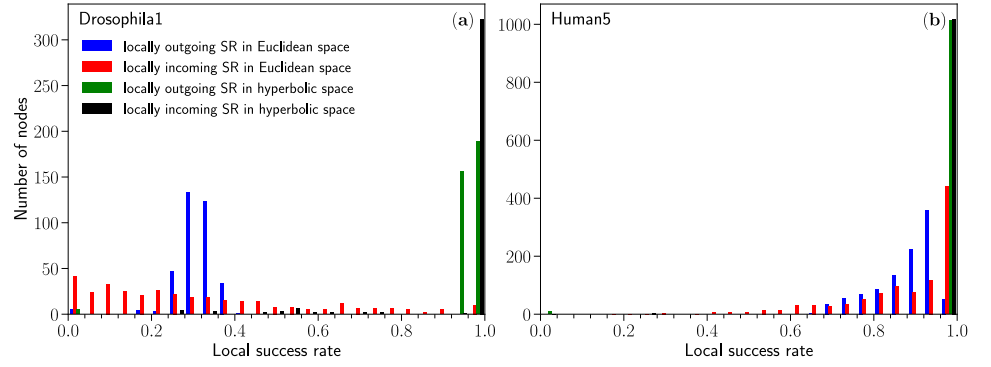 Drosophila1
(a)
locally outgoing SR in Euclidean space
locally incoming SR in Euclidean space
locally outgoing SR in hyperbolic space
locally incoming SR in hyperbolic space
Number of nodes
300
250
200
150
100
50
0
0.0 0.2 0.4 0.6 0.8 1.0
Local success rate
Human5
(b)
1000
800
600
400
200
0
0.0 0.2 0.4 0.6 0.8 1.0
Local success rate